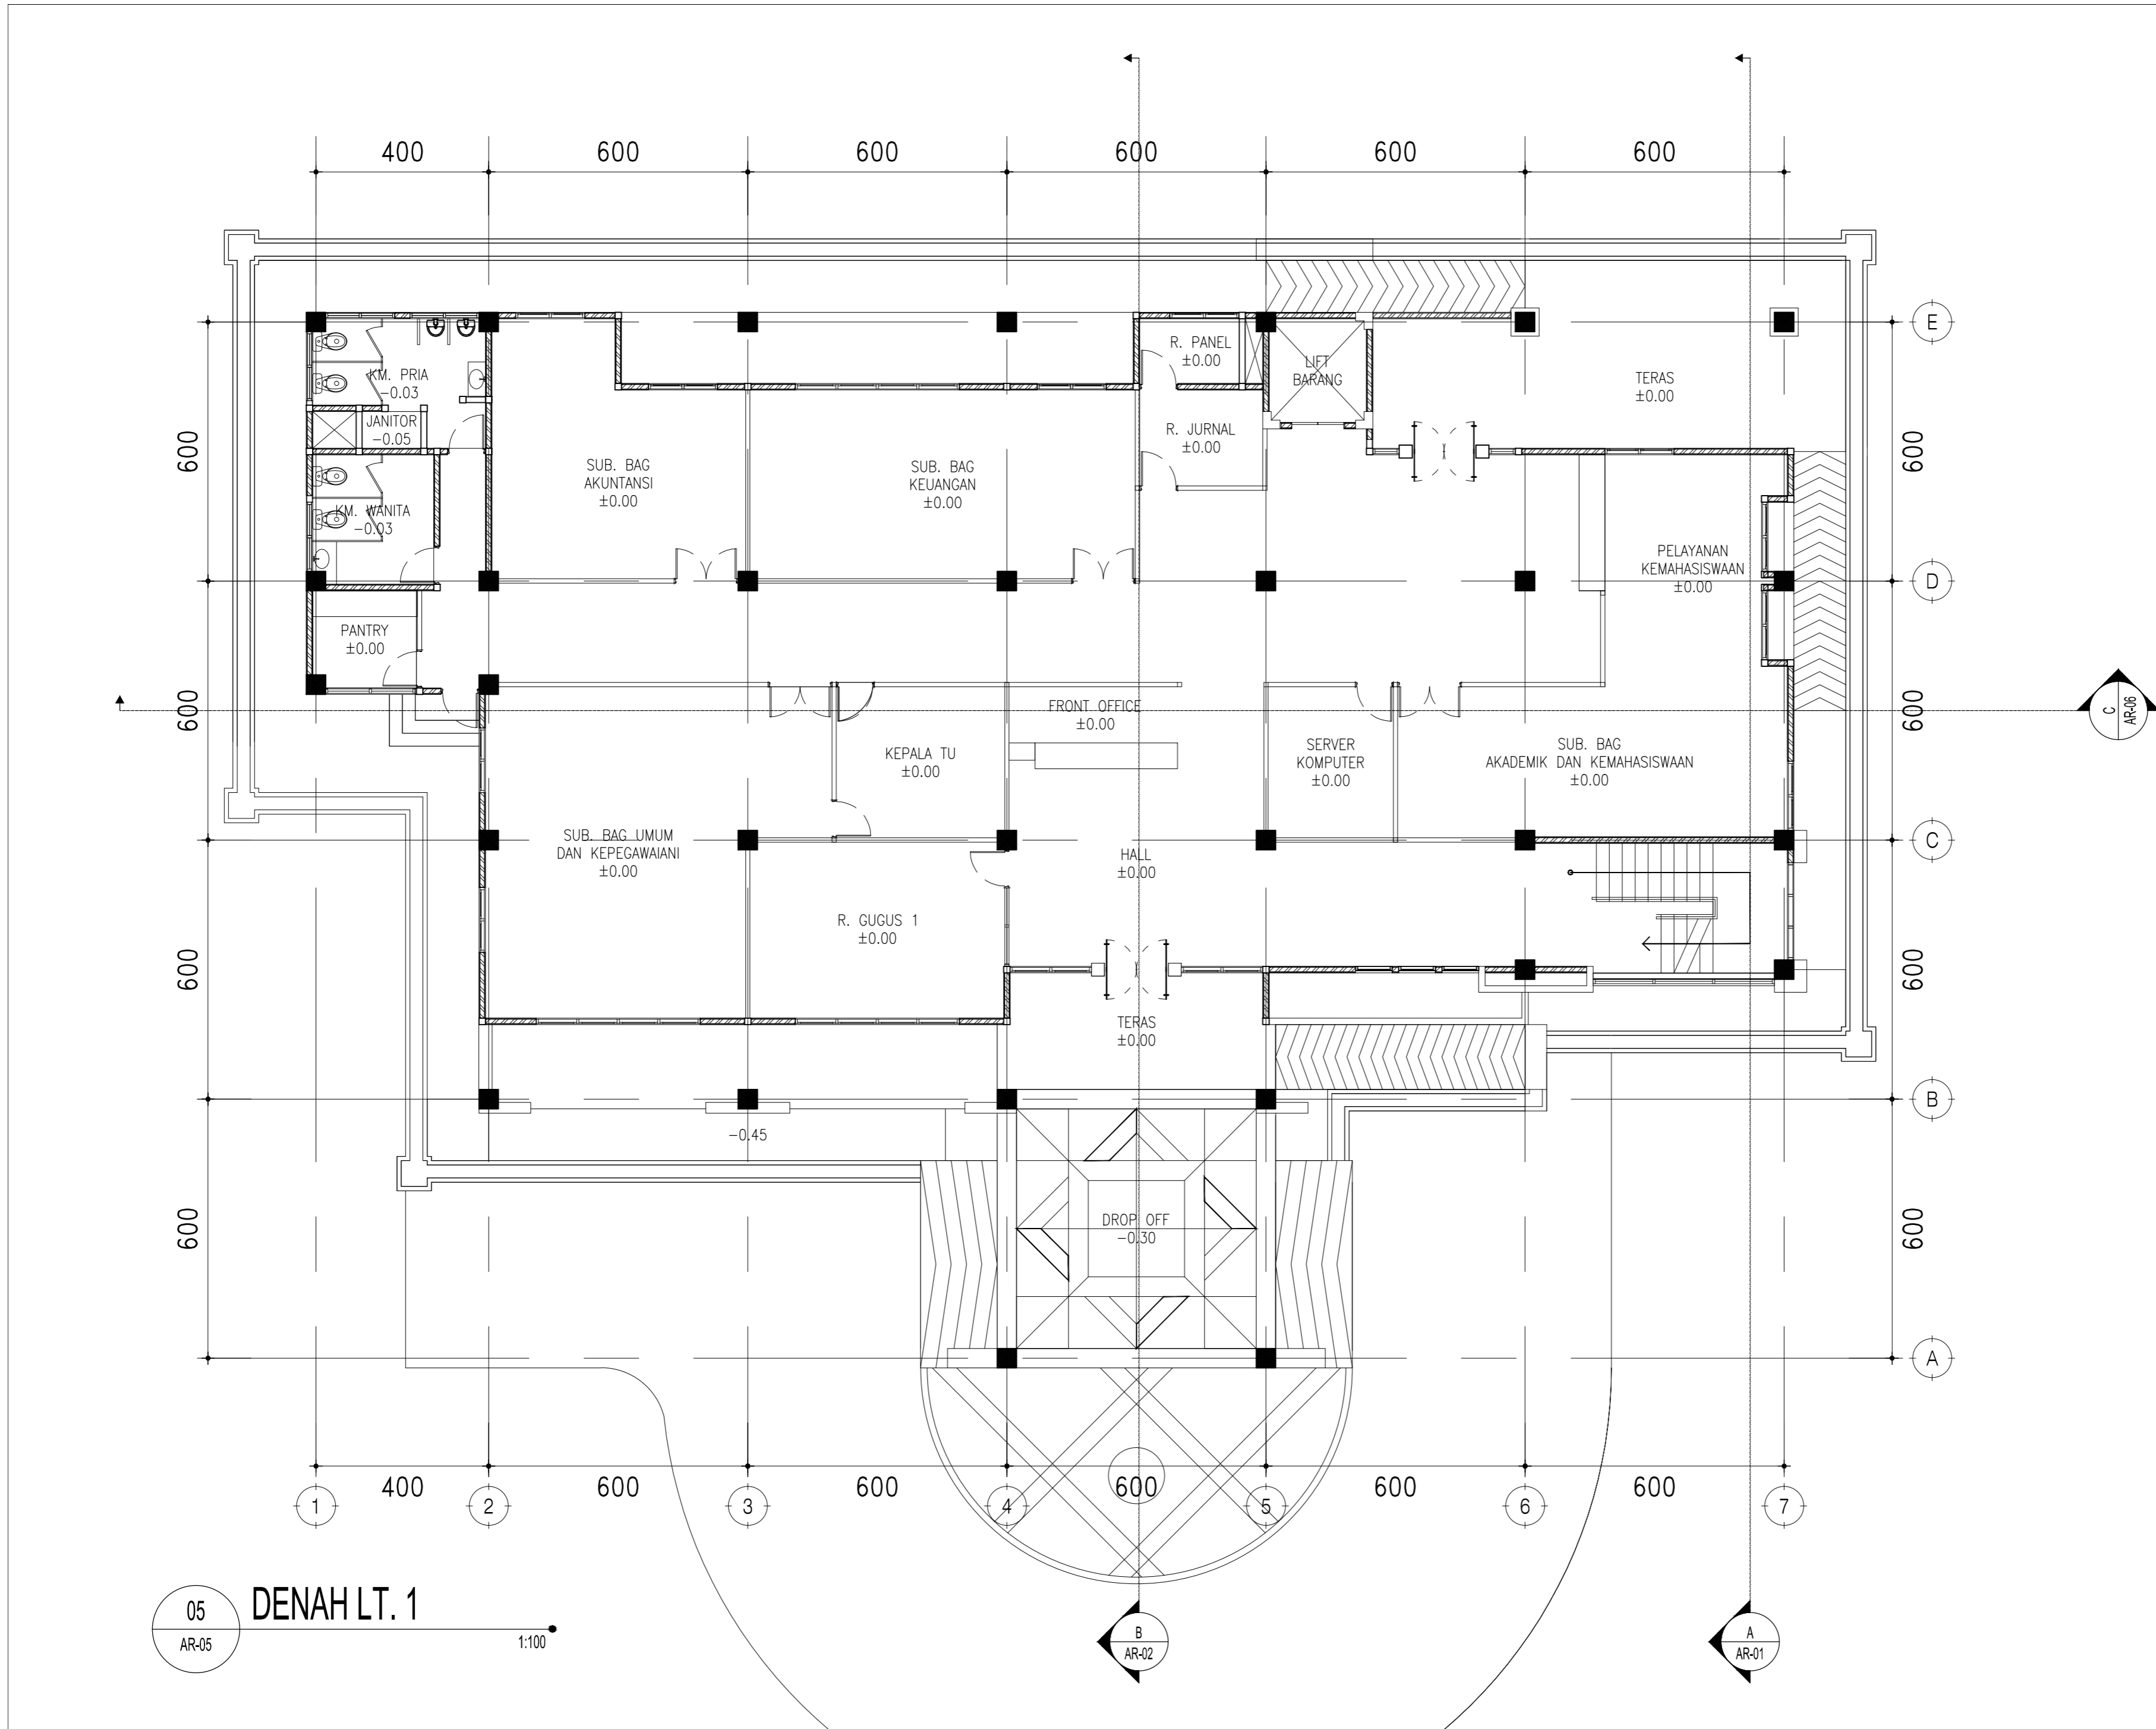 400
600
600
600
600
600
E
R. PANEL
±0.00
LIFT
BARANG
KM. PRIA
-0.03
TERAS
±0.00
JANITOR
-0.05
R. JURNAL
±0.00
600
600
SUB. BAG
AKUNTANSI
±0.00
SUB. BAG
KEUANGAN
±0.00
KM. WANITA
-0.03
PELAYANAN
KEMAHASISWAAN
±0.00
D
PANTRY
±0.00
600
600
FRONT OFFICE
±0.00
C
AR-06
KEPALA TU
±0.00
SERVER
KOMPUTER
±0.00
SUB. BAG
AKADEMIK DAN KEMAHASISWAAN
±0.00
SUB. BAG UMUM
DAN KEPEGAWAIANI
±0.00
HALL
±0.00
C
R. GUGUS 1
±0.00
600
600
TERAS
±0.00
B
-0.45
DROP OFF
-0.30
600
600
A
400
600
600
600
600
600
1
2
3
4
5
6
7
05
AR-05
DENAH LT. 1
1:100
B
AR-02
A
AR-01